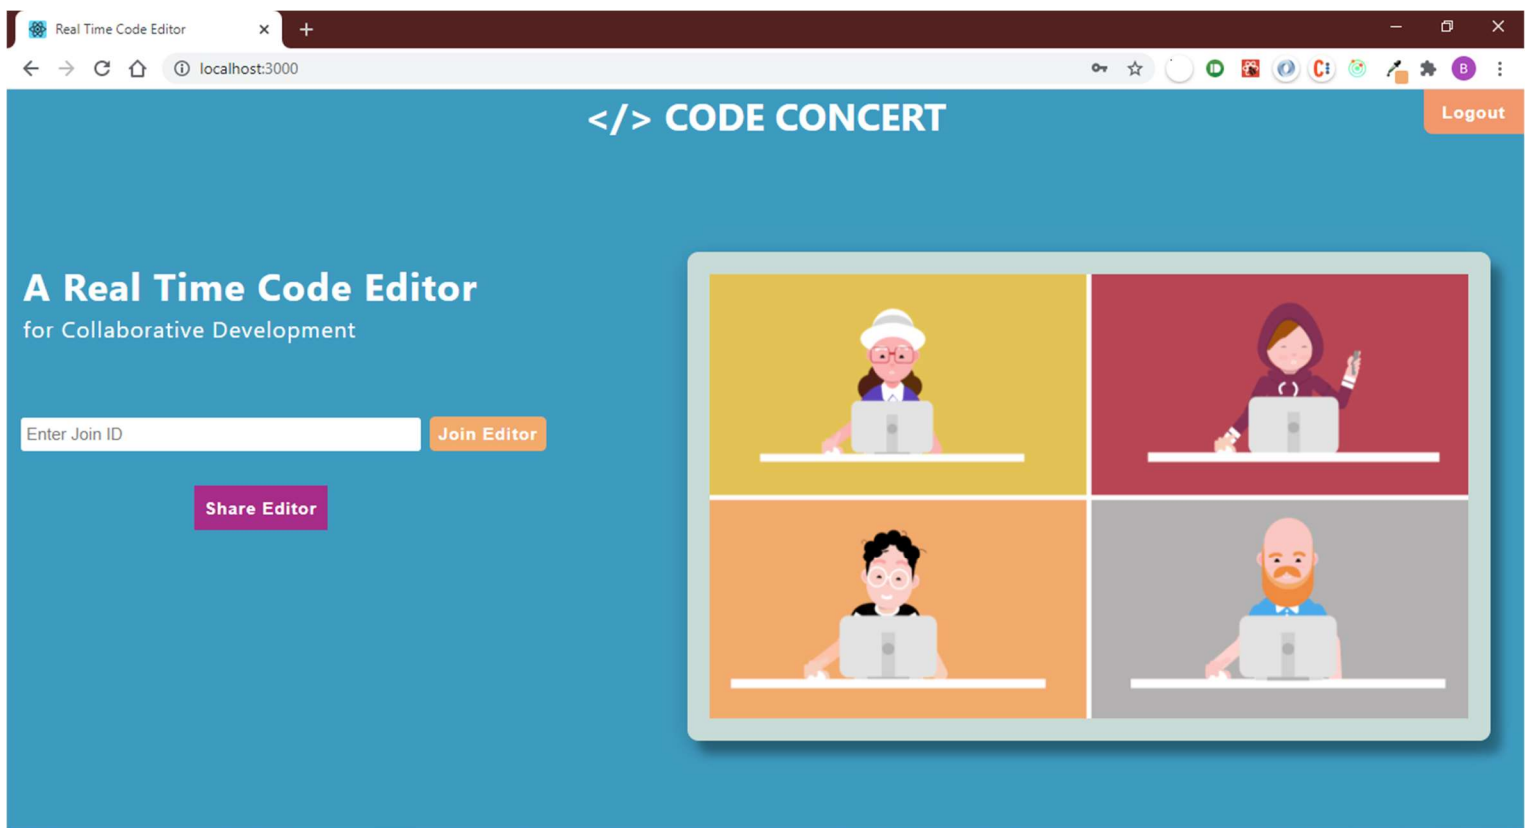 Real Time Code Editor
localhost:3000
B
</> CODE CONCERT
Logout
A Real Time Code Editor
for Collaborative Development
Enter Join ID
Join Editor
Share Editor